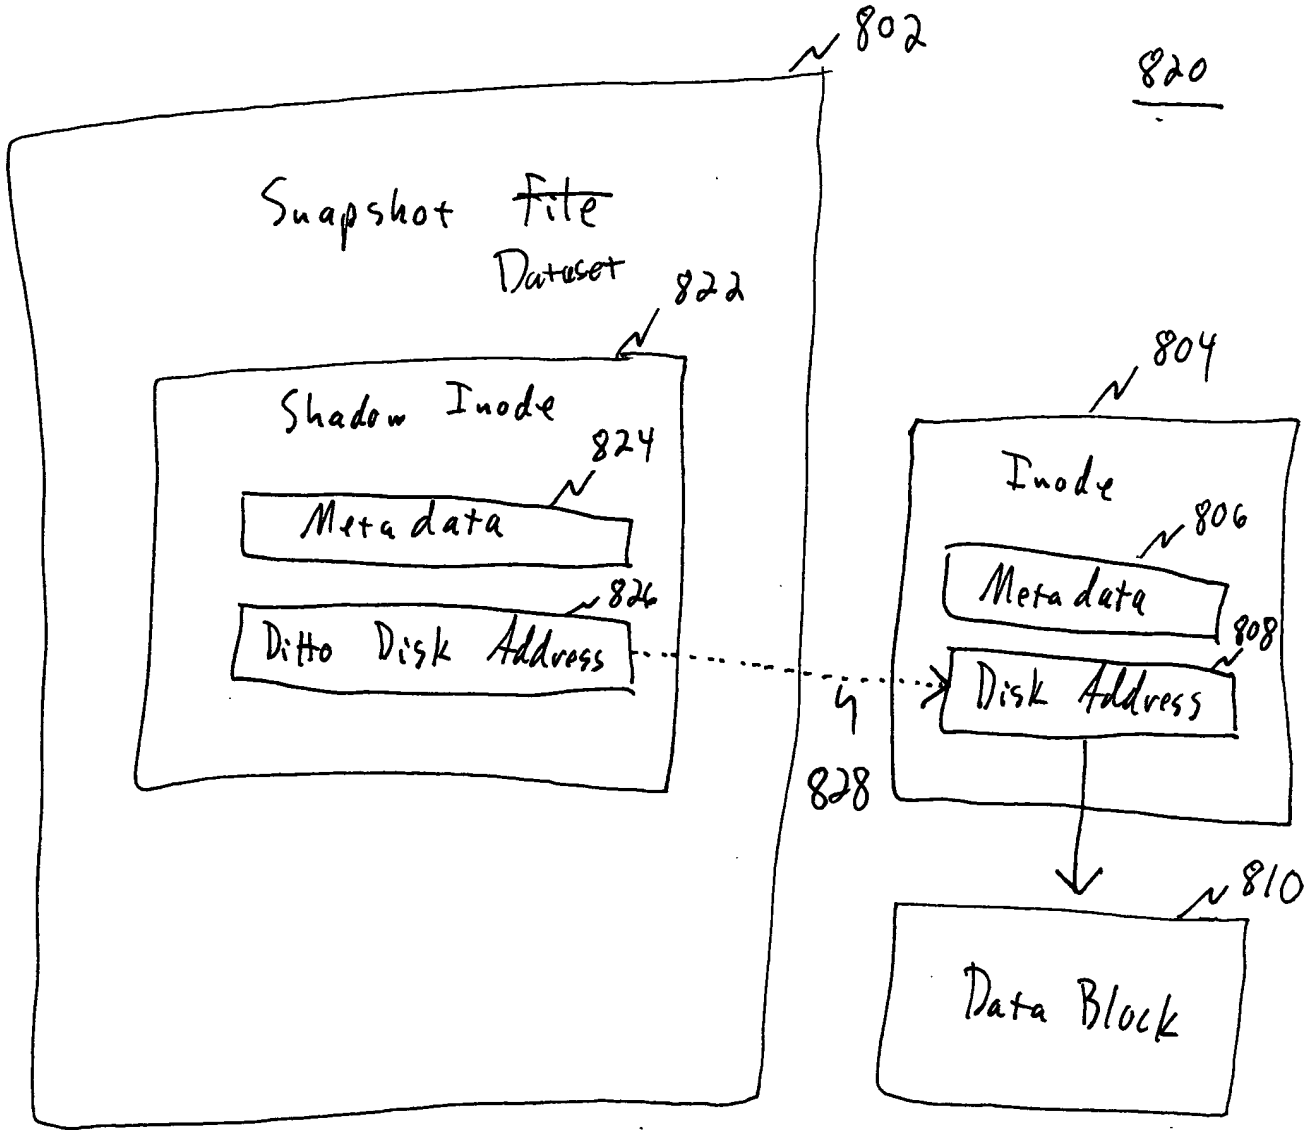 802
820
Snapshot File
Dataset
822
Shadow Inode
824
Metadata
826
Ditto Disk Address
804
Inode
806
Metadata
808
Disk Address
828
810
Data Block